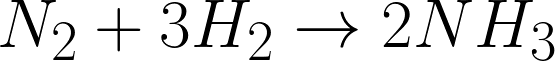 N₂ + 3H₂ → 2NH₃